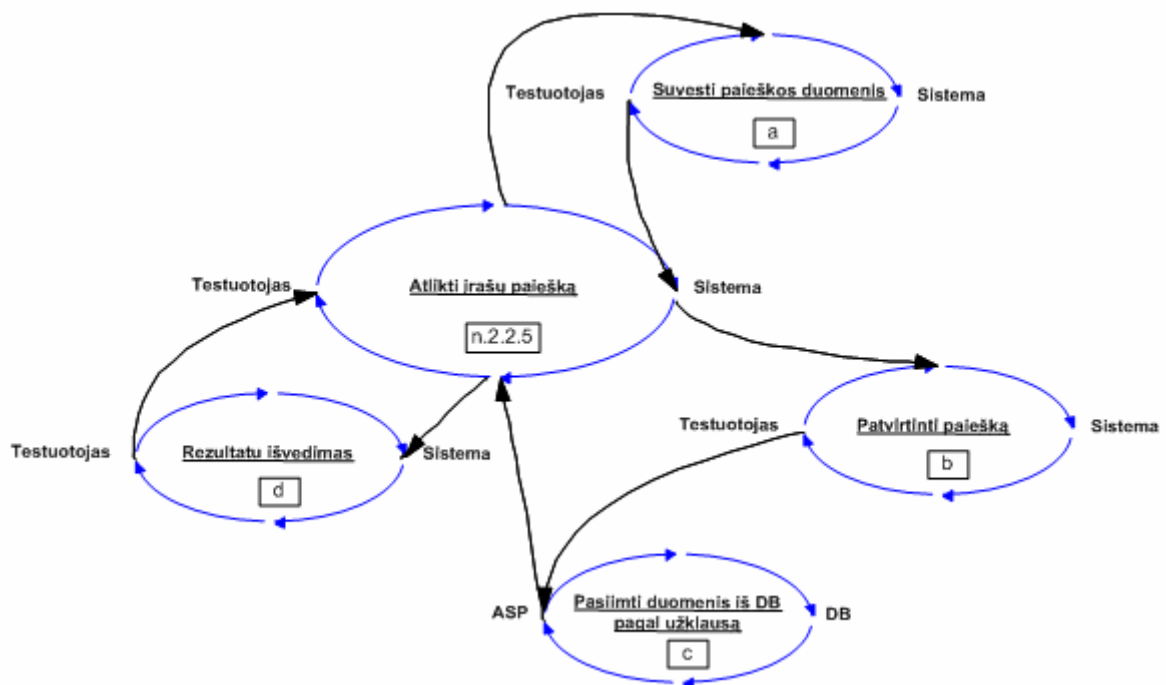 Testuotojas
Suvesti paieškos duomenis
Sistema
a
Testuotojas
Atlikti įrašų paiešką
Sistema
n.2.2.5
Testuotojas
Patvirtinti paiešką
Sistema
b
Testuotojas
Rezultatu išvedimas
Sistema
d
ASP
Pasiimti duomenis iš DB
pagal užklausą
DB
c